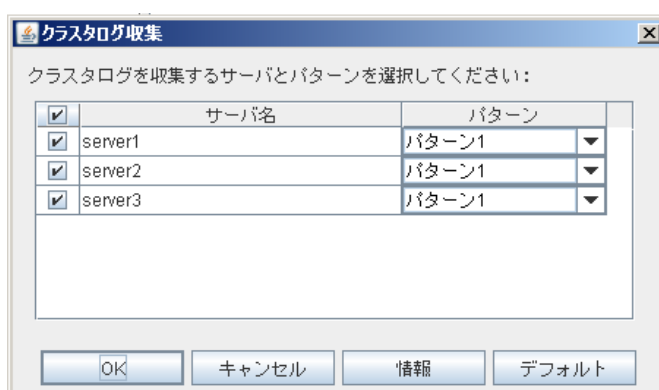 クラスタログ収集
クラスタログを収集するサーバとパターンを選択してください:
サーバ名 パターン
server1 パターン1
server2 パターン1
server3 パターン1
OK キャンセル 情報 デフォルト